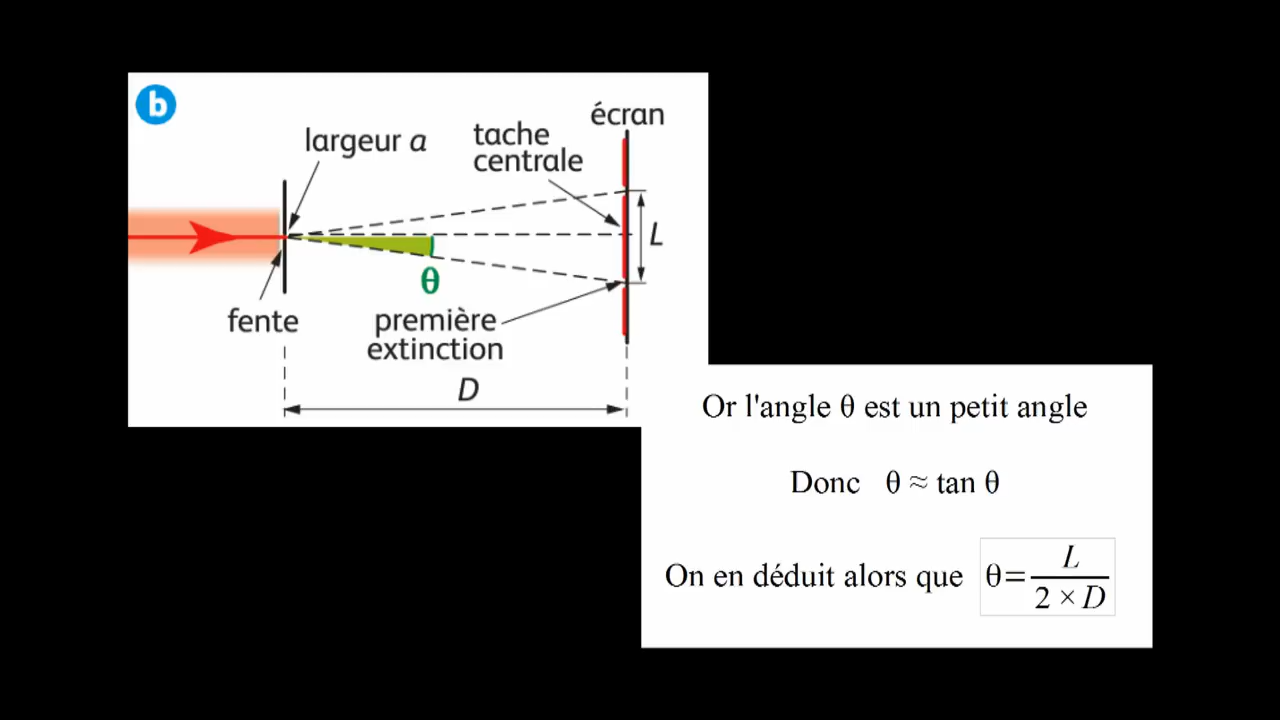 b
écran
largeur a
tache
centrale
L
θ
fente
première
extinction
D
Or l'angle θ est un petit angle
Donc θ ≈ tan θ
On en déduit alors que θ = L / 2 × D